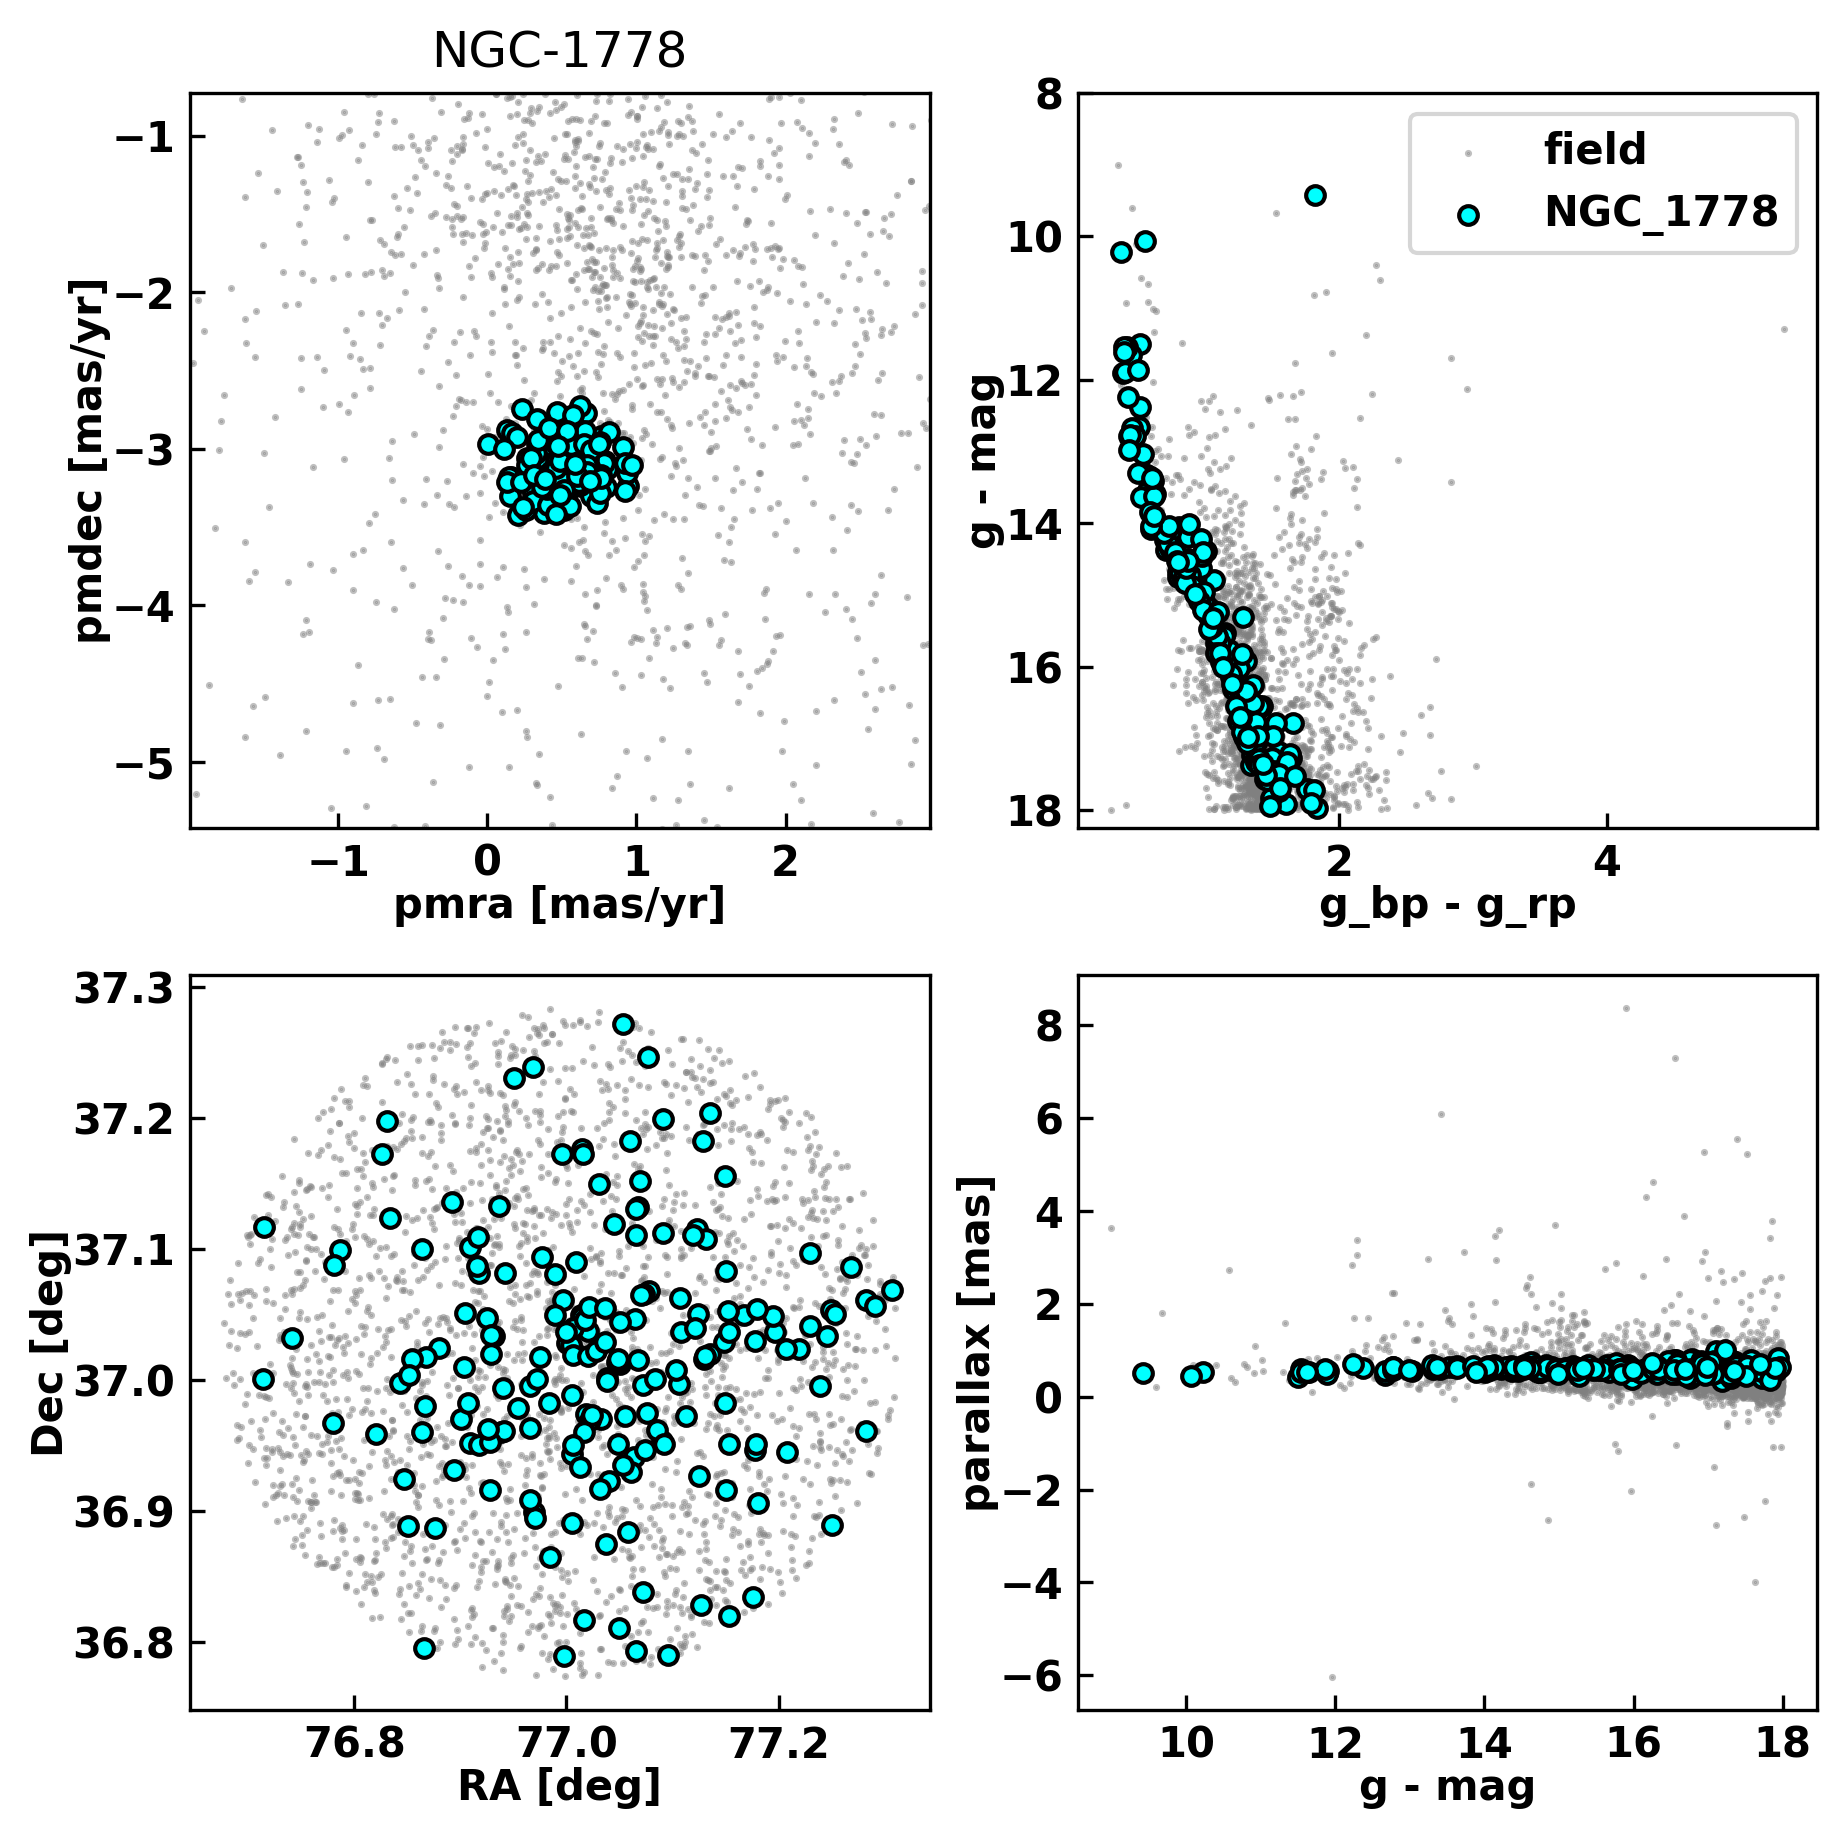 NGC-1778
−1
−2
−3
−4
−5
pmdec [mas/yr]
−1 0 1 2
pmra [mas/yr]
8
10
12
14
16
18
g - mag
field
NGC_1778
2 4
g_bp - g_rp
37.3
37.2
37.1
37.0
36.9
36.8
Dec [deg]
76.8 77.0 77.2
RA [deg]
8
6
4
2
0
−2
−4
−6
parallax [mas]
10 12 14 16 18
g - mag